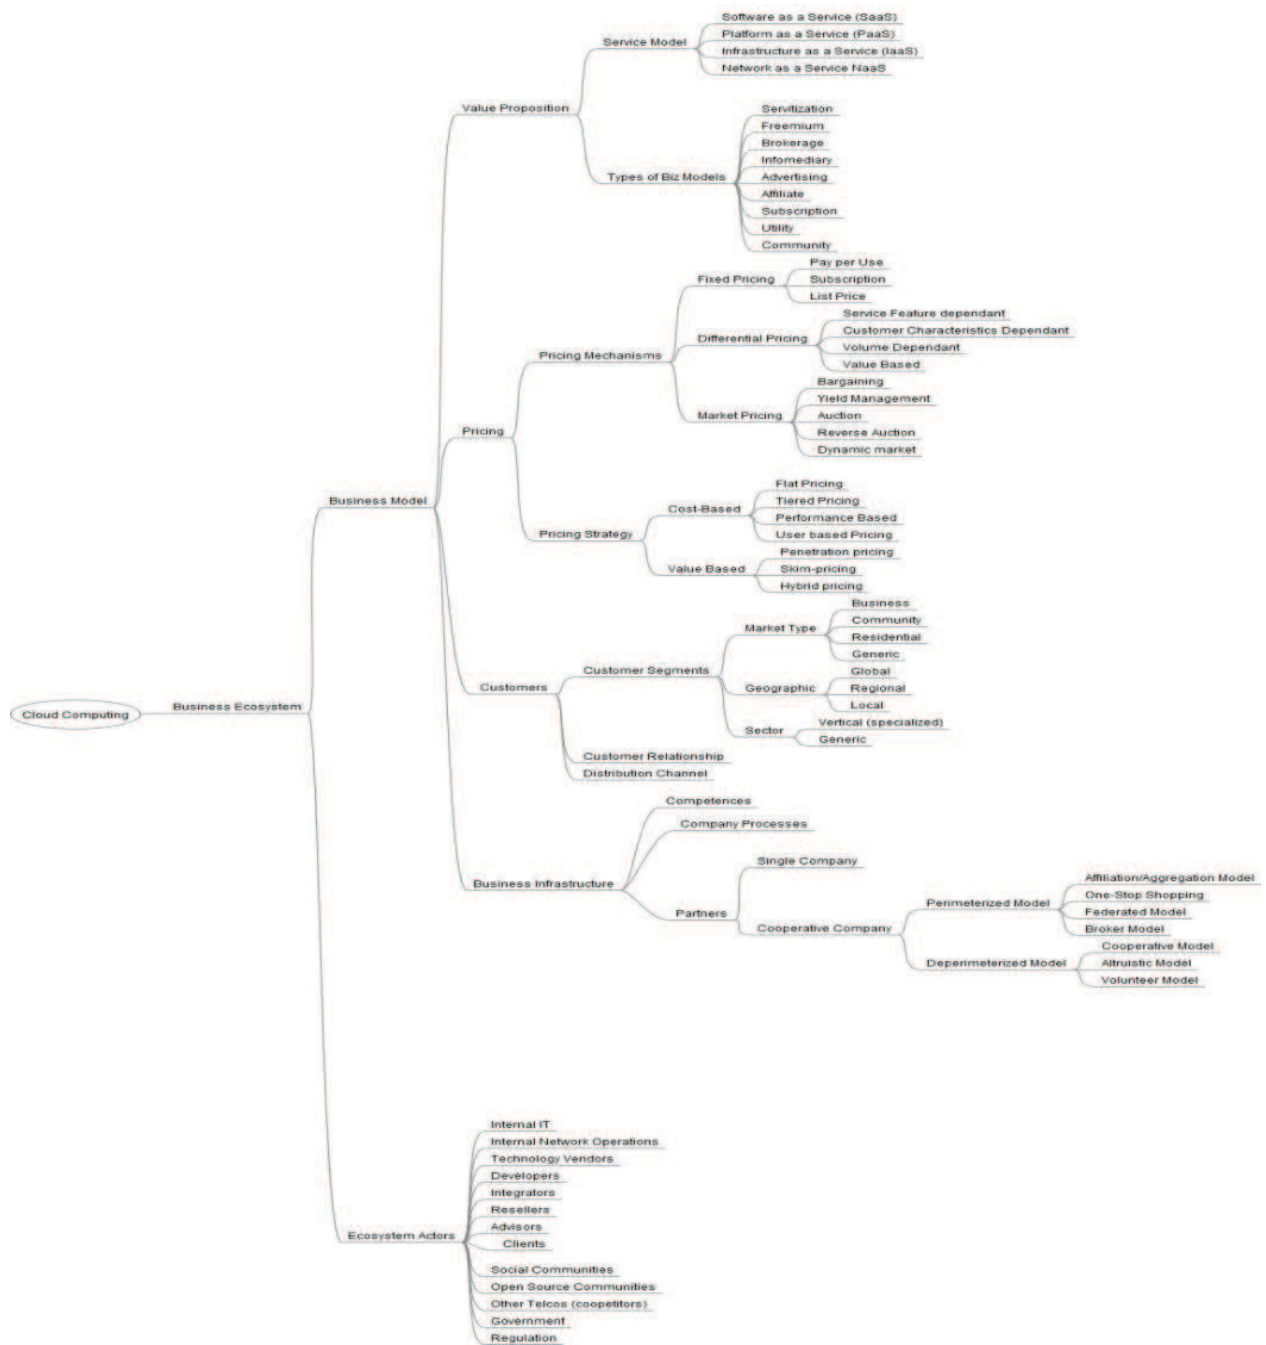 Cloud Computing
Business Ecosystem
Business Model
Value Proposition
Service Model
Software as a Service (SaaS)
Platform as a Service (PaaS)
Infrastructure as a Service (IaaS)
Network as a Service NaaS
Types of Biz Models
Servitization
Freemium
Brokerage
Infomediary
Advertising
Affiliate
Subscription
Utility
Community
Pricing
Pricing Mechanisms
Fixed Pricing
Pay per Use
Subscription
List Price
Differential Pricing
Service Feature dependant
Customer Characteristics Dependant
Volume Dependant
Value Based
Market Pricing
Bargaining
Yield Management
Auction
Reverse Auction
Dynamic market
Pricing Strategy
Cost-Based
Flat Pricing
Tiered Pricing
Performance Based
User based Pricing
Value Based
Penetration pricing
Skim-pricing
Hybrid pricing
Customers
Customer Segments
Market Type
Business
Community
Residential
Generic
Geographic
Global
Regional
Local
Sector
Vertical (specialized)
Generic
Customer Relationship
Distribution Channel
Business Infrastructure
Competences
Company Processes
Partners
Single Company
Cooperative Company
Perimeterized Model
Affiliation/Aggregation Model
One-Stop Shopping
Federated Model
Broker Model
Deperimeterized Model
Cooperative Model
Altruistic Model
Volunteer Model
Ecosystem Actors
Internal IT
Internal Network Operations
Technology Vendors
Developers
Integrators
Resellers
Advisors
Clients
Social Communities
Open Source Communities
Other Telcos (coopetitors)
Government
Regulation